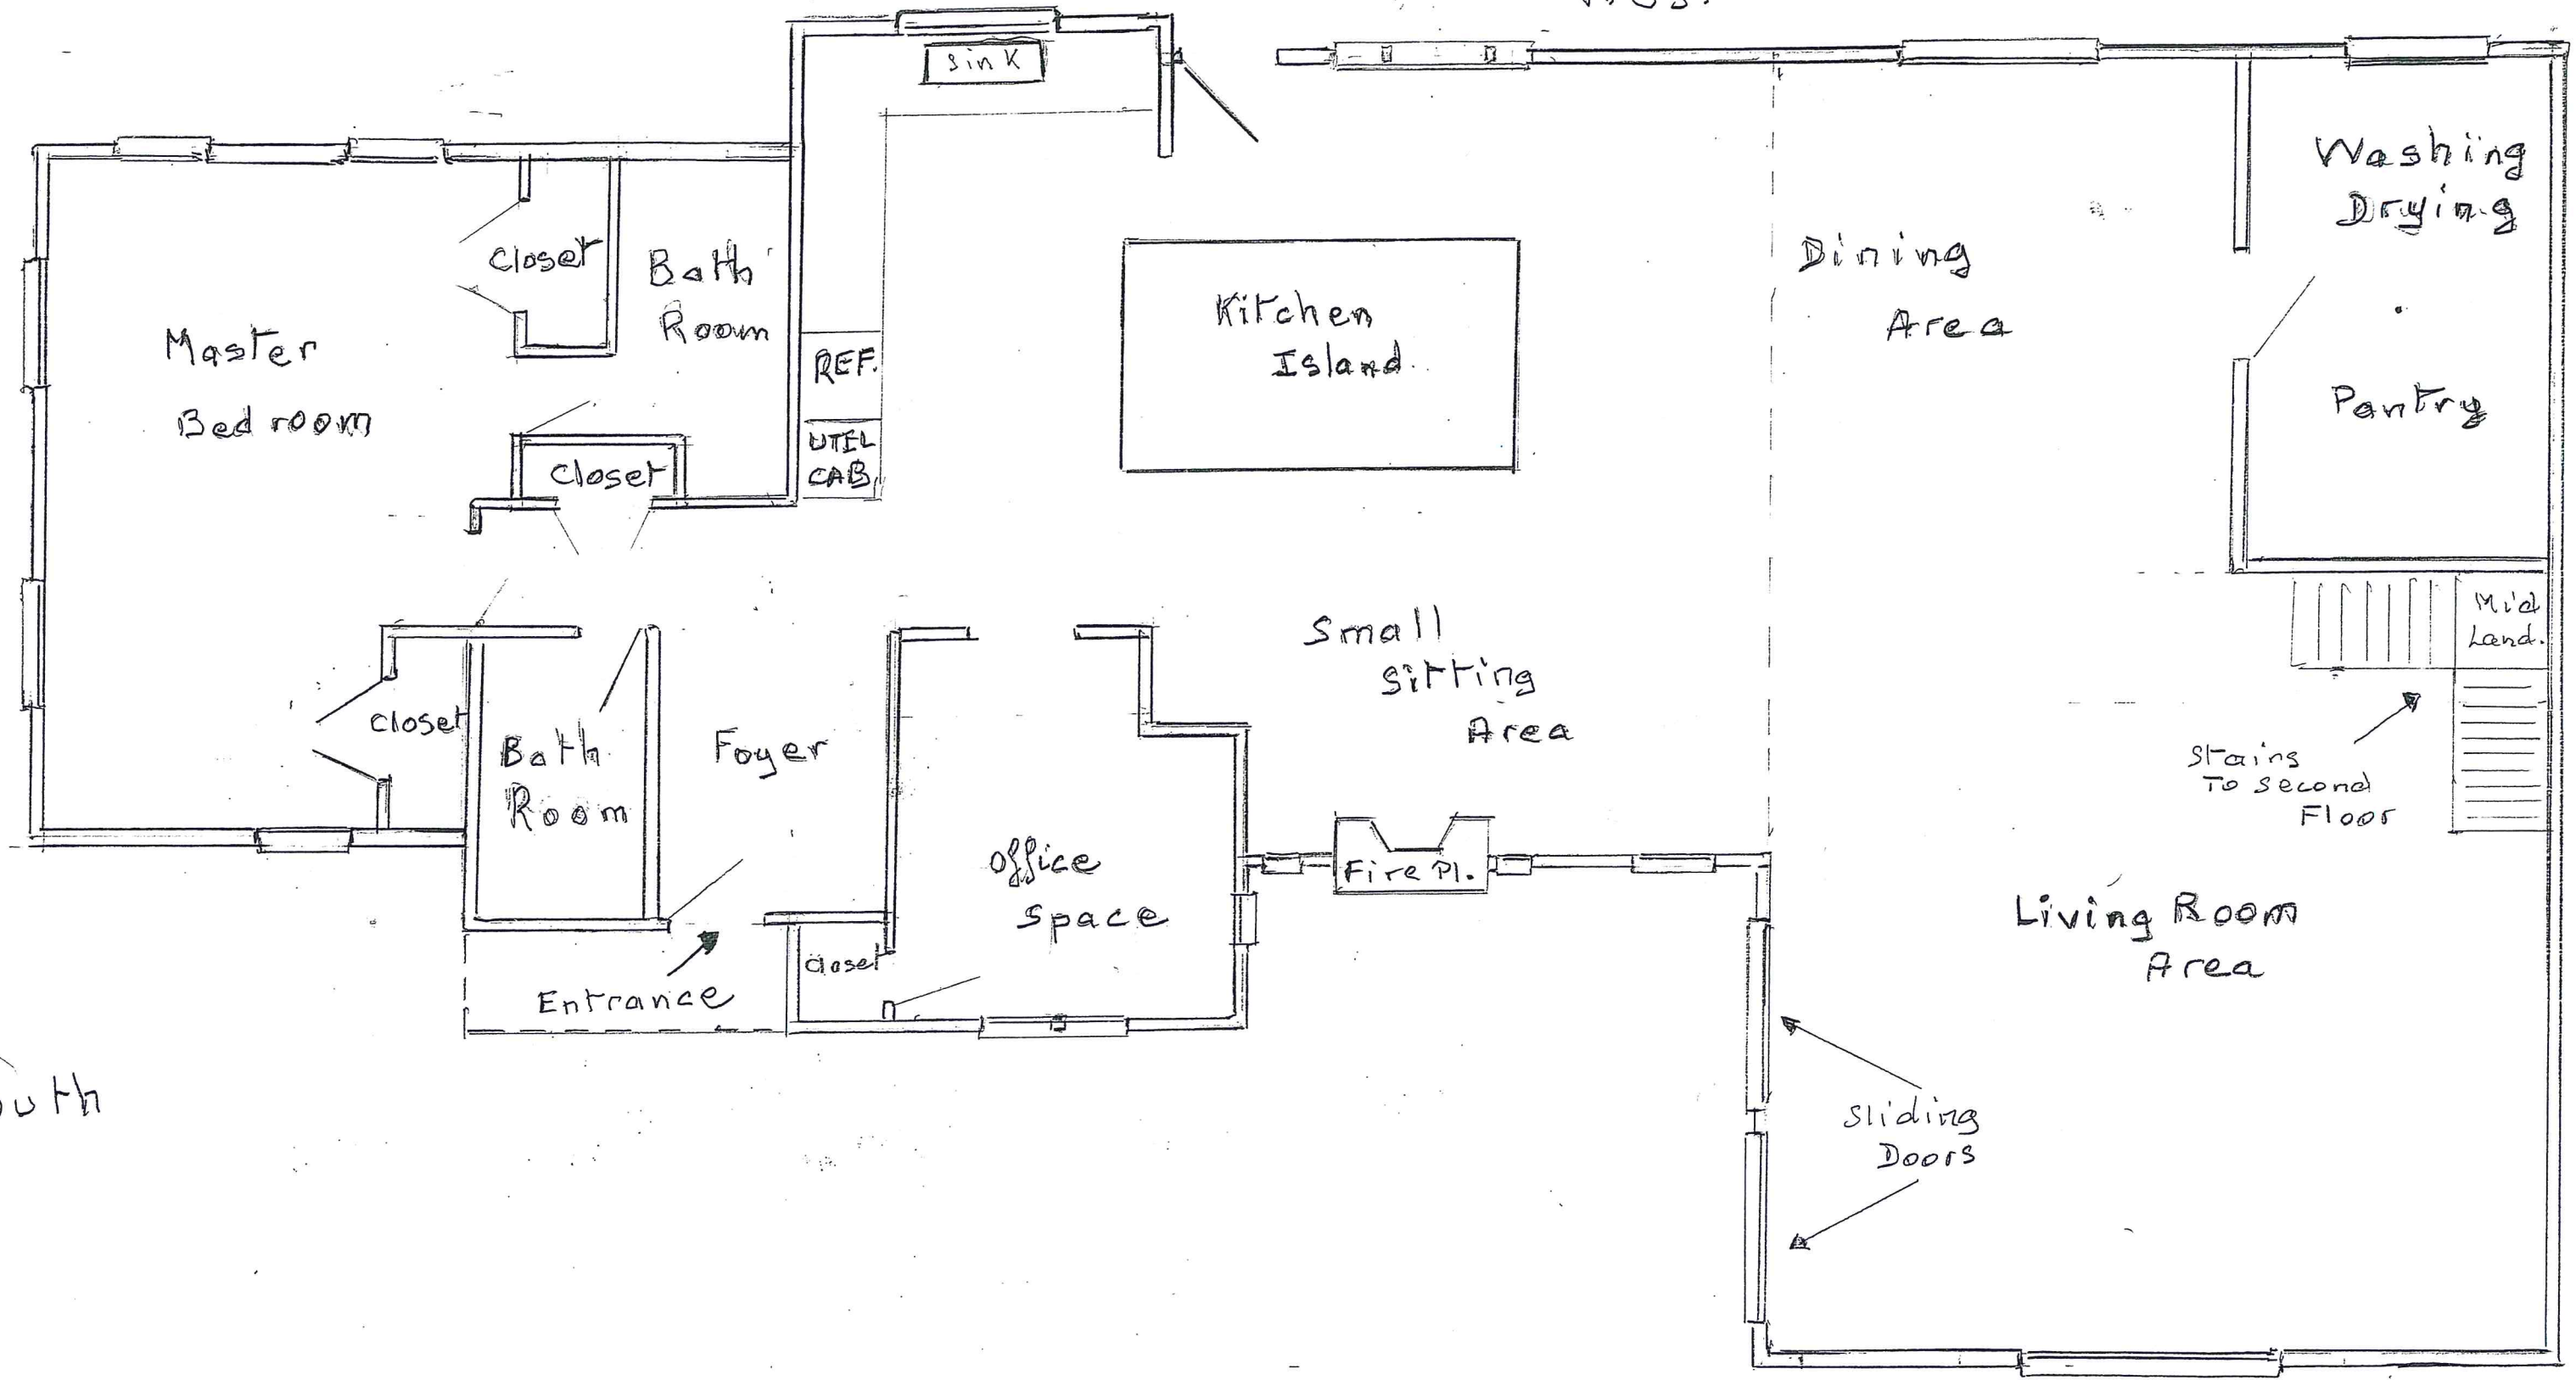 Sink
Washing
Drying
Closet
Bath
Room
Dining
Area
Kitchen
Island
Master
Bedroom
REF.
Pantry
UTIL
CAB
Closet
Mid
Land.
Small
Sitting
Area
Closet
Bath
Room
Foyer
Stairs
To Second
Floor
Office
Space
Fire Pl.
Living Room
Area
Closet
Entrance
Sliding
Doors